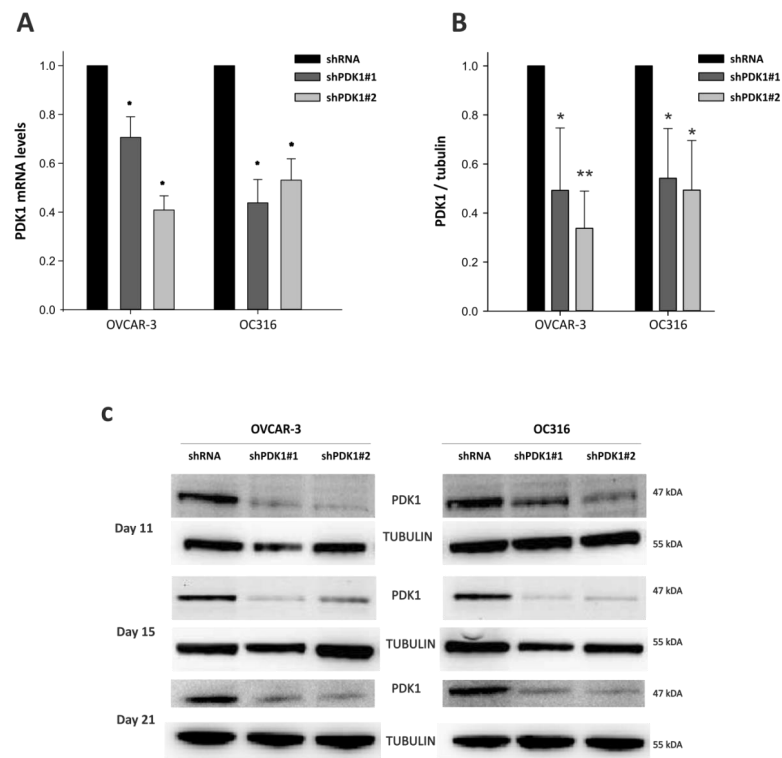 A
shRNA
shPDK1#1
shPDK1#2
PDK1 mRNA levels
1.0
0.8
0.6
0.4
0.2
0.0
*
*
*
*
OVCAR-3
OC316
B
shRNA
shPDK1#1
shPDK1#2
PDK1 / tubulin
1.0
0.8
0.6
0.4
0.2
0.0
*
**
*
*
OVCAR-3
OC316
c
OVCAR-3
OC316
shRNA shPDK1#1 shPDK1#2
shRNA shPDK1#1 shPDK1#2
Day 11
PDK1
47 kDA
TUBULIN
55 kDA
Day 15
PDK1
47 kDA
TUBULIN
55 kDA
Day 21
PDK1
47 kDA
TUBULIN
55 kDA